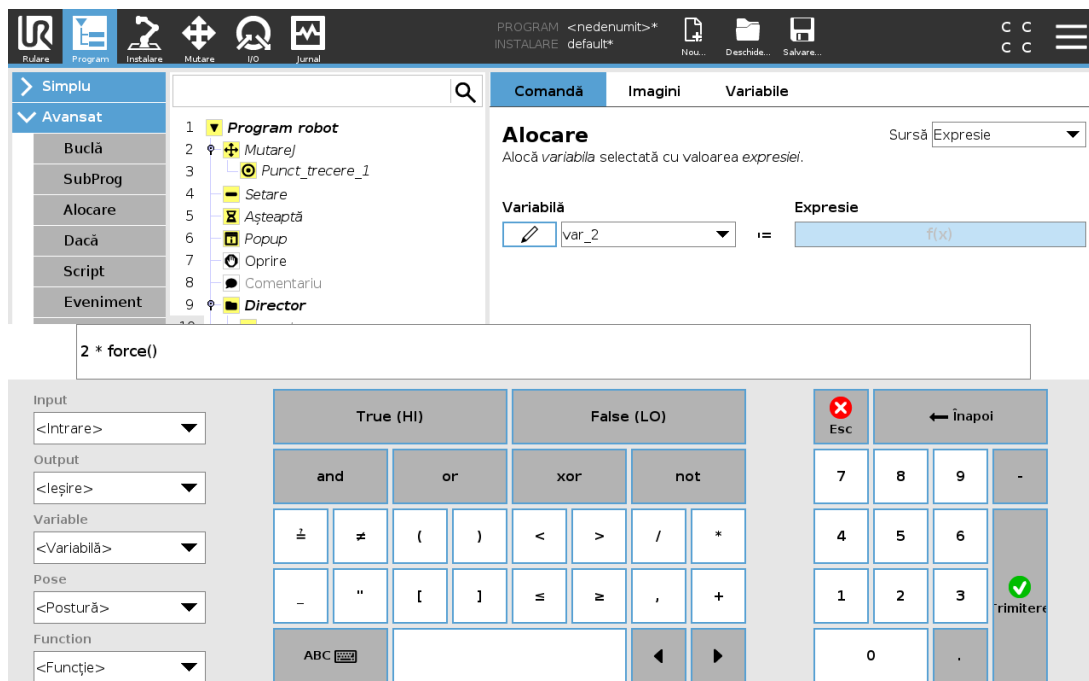 PROGRAM <nedenumit>*
INSTALARE default*
Rulare Program Instalare Mutare I/O Jurnal Nou... Deschide... Salvare...
C C
C C
Simplu
Avansat
Buclă
SubProg
Alocare
Dacă
Script
Eveniment
1 Program robot
2 MutareJ
3 Punct_trecere_1
4 Setare
5 Așteaptă
6 Popup
7 Oprire
8 Comentariu
9 Director
Comandă Imagini Variabile
Alocare
Sursă Expresie
Alocă variabila selectată cu valoarea expresiei.
Variabilă Expresie
var_2 := f(x)
2 * force()
Input
<Intrare>
Output
<Ieșire>
Variable
<Variabilă>
Pose
<Postură>
Function
<Funcție>
True (HI) False (LO)
and or xor not
≟ ≠ ( ) < > / *
_ " [ ] ≤ ≥ , +
ABC
Esc Înapoi
7 8 9 -
4 5 6
1 2 3
Trimitere
0 .